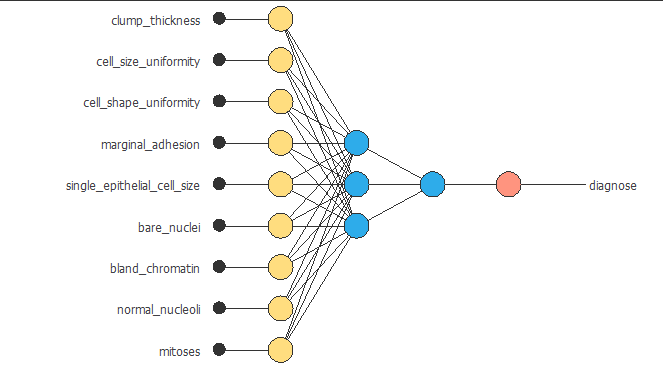 clump_thickness
cell_size_uniformity
cell_shape_uniformity
marginal_adhesion
single_epithelial_cell_size
diagnose
bare_nuclei
bland_chromatin
normal_nucleoli
mitoses